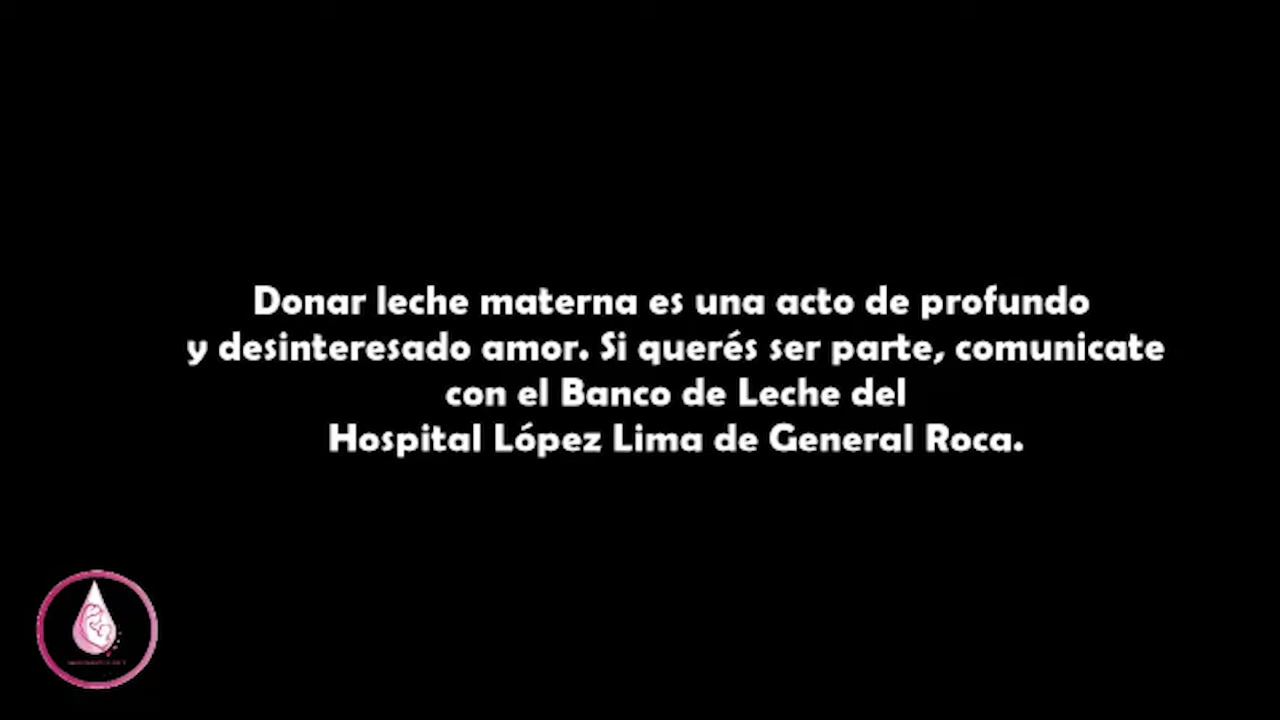 Donar leche materna es una acto de profundo
y desinteresado amor. Si querés ser parte, comunicate
con el Banco de Leche del
Hospital López Lima de General Roca.